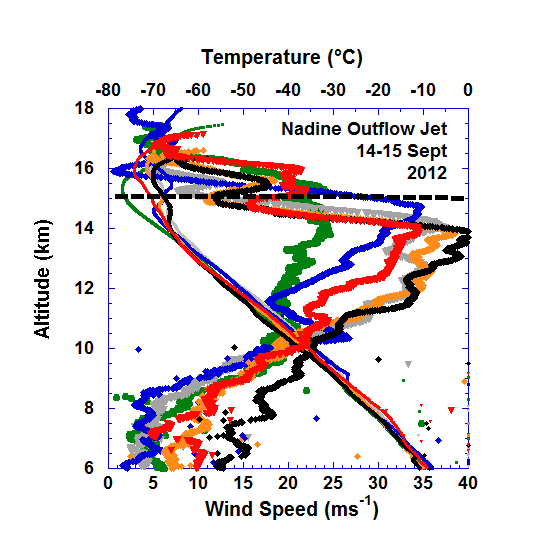 Temperature (°C)
-80 -70 -60 -50 -40 -30 -20 -10 0
Nadine Outflow Jet
14-15 Sept
2012
Altitude (km)
18
16
14
12
10
8
6
0 5 10 15 20 25 30 35 40
Wind Speed (ms⁻¹)